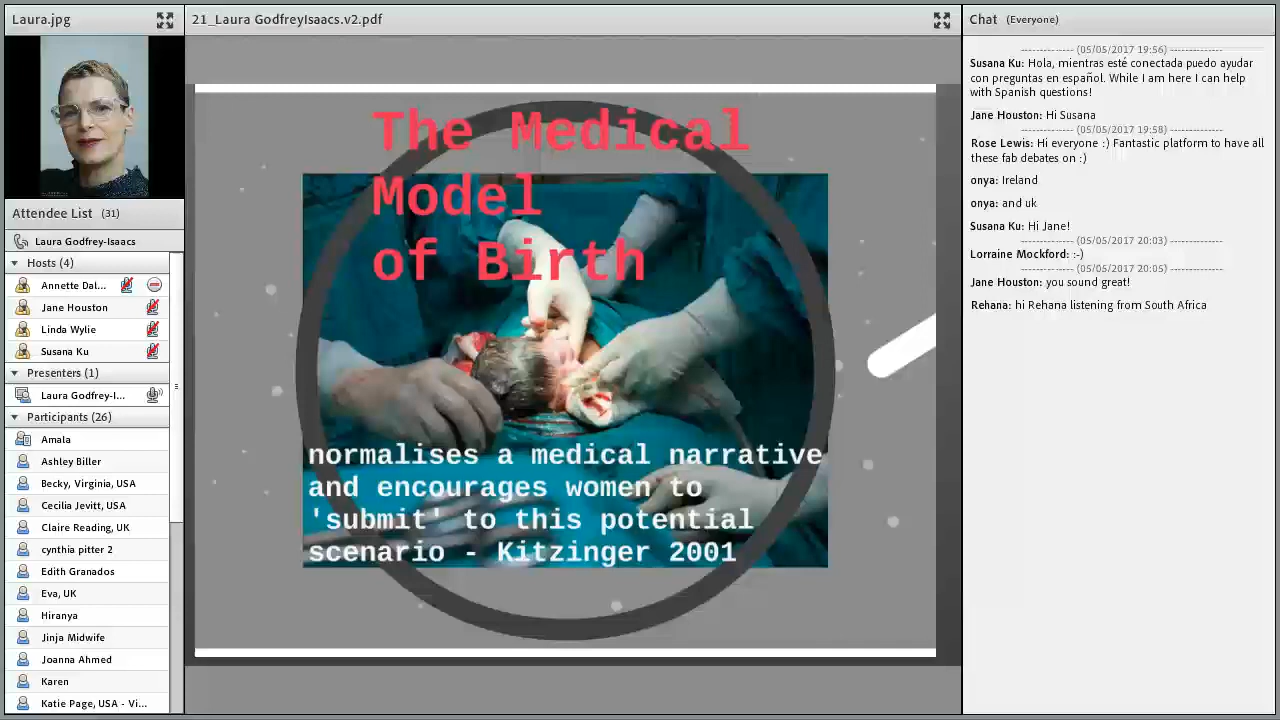 Laura.jpg
21_Laura GodfreyIsaacs.v2.pdf
Chat (Everyone)
Attendee List (31)
Laura Godfrey-Isaacs
Hosts (4)
Annette Dal...
Jane Houston
Linda Wylie
Susana Ku
Presenters (1)
Laura Godfrey-I...
Participants (26)
Amala
Ashley Biller
Becky, Virginia, USA
Cecilia Jevitt, USA
Claire Reading, UK
cynthia pitter 2
Edith Granados
Eva, UK
Hiranya
Jinja Midwife
Joanna Ahmed
Karen
Katie Page, USA - Vi...
The Medical
Model
of Birth
normalises a medical narrative
and encourages women to
'submit' to this potential
scenario - Kitzinger 2001
--------------- (05/05/2017 19:56) ---------------
Susana Ku: Hola, mientras esté conectada puedo ayudar
con preguntas en español. While I am here I can help
with Spanish questions!
Jane Houston: Hi Susana
--------------- (05/05/2017 19:58) ---------------
Rose Lewis: Hi everyone :) Fantastic platform to have all
these fab debates on :)
onya: Ireland
onya: and uk
Susana Ku: Hi Jane!
--------------- (05/05/2017 20:03) ---------------
Lorraine Mockford: :-)
--------------- (05/05/2017 20:05) ---------------
Jane Houston: you sound great!
Rehana: hi Rehana listening from South Africa